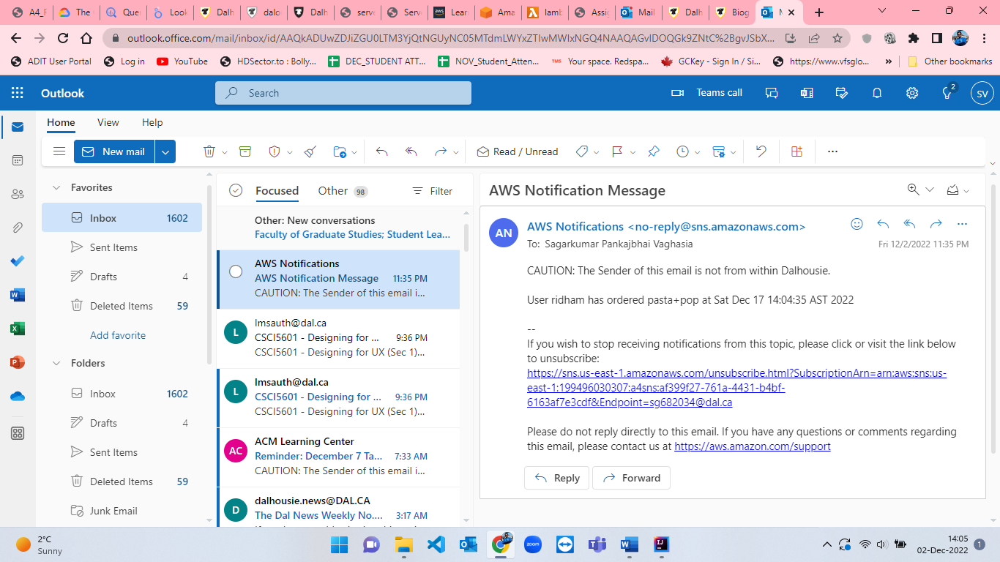 A4_F
The
Quer
Look
Dalh
dalo
Dalh
serve
Serve
Learn
Ama
lamb
Assig
Mail
Dalh
Biog
M
outlook.office.com/mail/inbox/id/AAQkADUwZDJiZGU0LTM3YjQtNGUyNC05MTdmLWYxZTIwMWIxNGQ4NAAQAGvIDOQGk9ZNtC%2BgvJSbX...
ADIT User Portal
Log in
YouTube
HDSector.to : Bolly...
DEC_STUDENT ATT...
NOV_Student_Atten...
Your space. Redspa...
GCKey - Sign In / Si...
https://www.vfsglo...
»
Other bookmarks
Outlook
Search
Teams call
2
SV
Home View Help
New mail
Read / Unread
Favorites
Inbox 1602
Sent Items
Drafts 4
Deleted Items 59
Add favorite
Folders
Inbox 1602
Drafts 4
Sent Items
Deleted Items 59
Junk Email
Focused Other 98 Filter
Other: New conversations
Faculty of Graduate Studies; Student Lea...
AWS Notifications
AWS Notification Message 11:35 PM
CAUTION: The Sender of this email i...
L
lmsauth@dal.ca
CSCI5601 - Designing for ... 9:36 PM
CSCI5601 - Designing for UX (Sec 1)...
L
lmsauth@dal.ca
CSCI5601 - Designing for ... 9:36 PM
CSCI5601 - Designing for UX (Sec 1)...
AC
ACM Learning Center
Reminder: December 7 Ta... 7:33 AM
CAUTION: The Sender of this email i...
D
dalhousie.news@DAL.CA
The Dal News Weekly No.... 3:17 AM
AWS Notification Message
AN
AWS Notifications <no-reply@sns.amazonaws.com>
To: Sagarkumar Pankajbhai Vaghasia
Fri 12/2/2022 11:35 PM
CAUTION: The Sender of this email is not from within Dalhousie.
User ridham has ordered pasta+pop at Sat Dec 17 14:04:35 AST 2022
--
If you wish to stop receiving notifications from this topic, please click or visit the link below
to unsubscribe:
https://sns.us-east-1.amazonaws.com/unsubscribe.html?SubscriptionArn=arn:aws:sns:us-
east-1:199496030307:a4sns:af399f27-761a-4431-b4bf-
6163af7e3cdf&Endpoint=sg682034@dal.ca
Please do not reply directly to this email. If you have any questions or comments regarding
this email, please contact us at https://aws.amazon.com/support
Reply
Forward
2°C
Sunny
zoom
14:05
02-Dec-2022
1